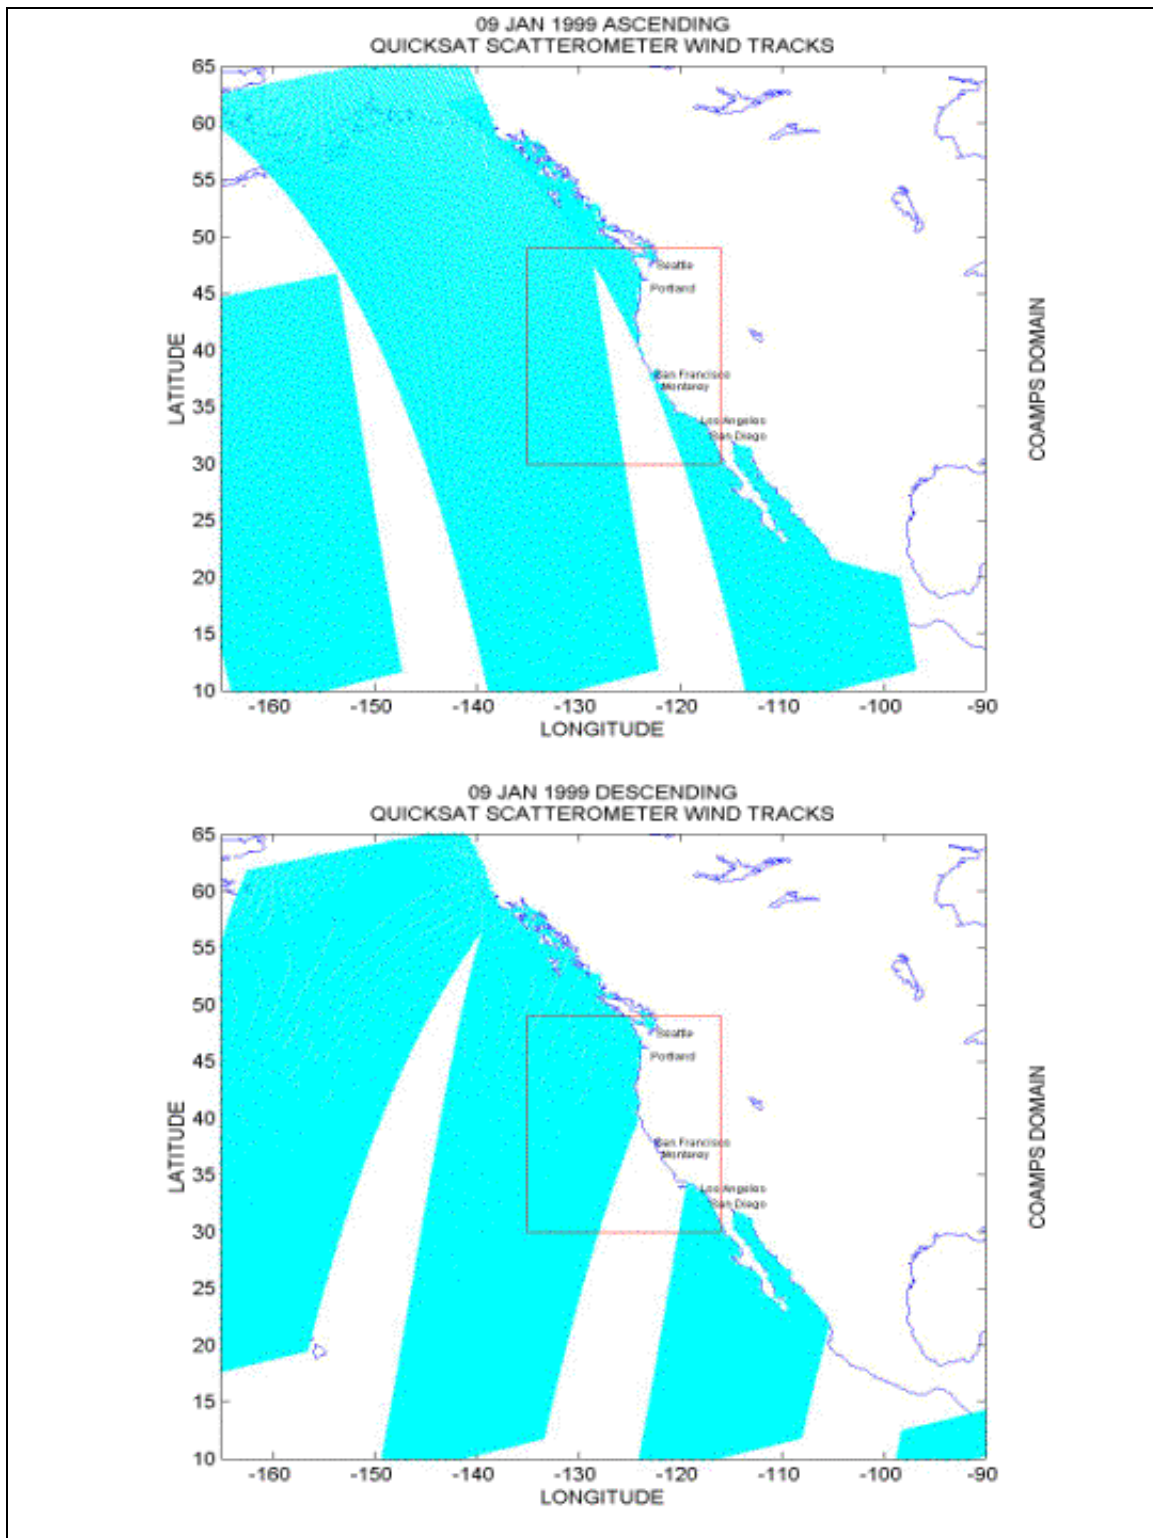 09 JAN 1999 ASCENDING
QUICKSAT SCATTEROMETER WIND TRACKS
65
60
55
50
45
40
35
30
25
20
15
10
LATITUDE
Seattle
Portland
San Francisco
Monterey
Los Angeles
San Diego
COAMPS DOMAIN
-160 -150 -140 -130 -120 -110 -100 -90
LONGITUDE
09 JAN 1999 DESCENDING
QUICKSAT SCATTEROMETER WIND TRACKS
65
60
55
50
45
40
35
30
25
20
15
10
LATITUDE
Seattle
Portland
San Francisco
Monterey
Los Angeles
San Diego
COAMPS DOMAIN
-160 -150 -140 -130 -120 -110 -100 -90
LONGITUDE